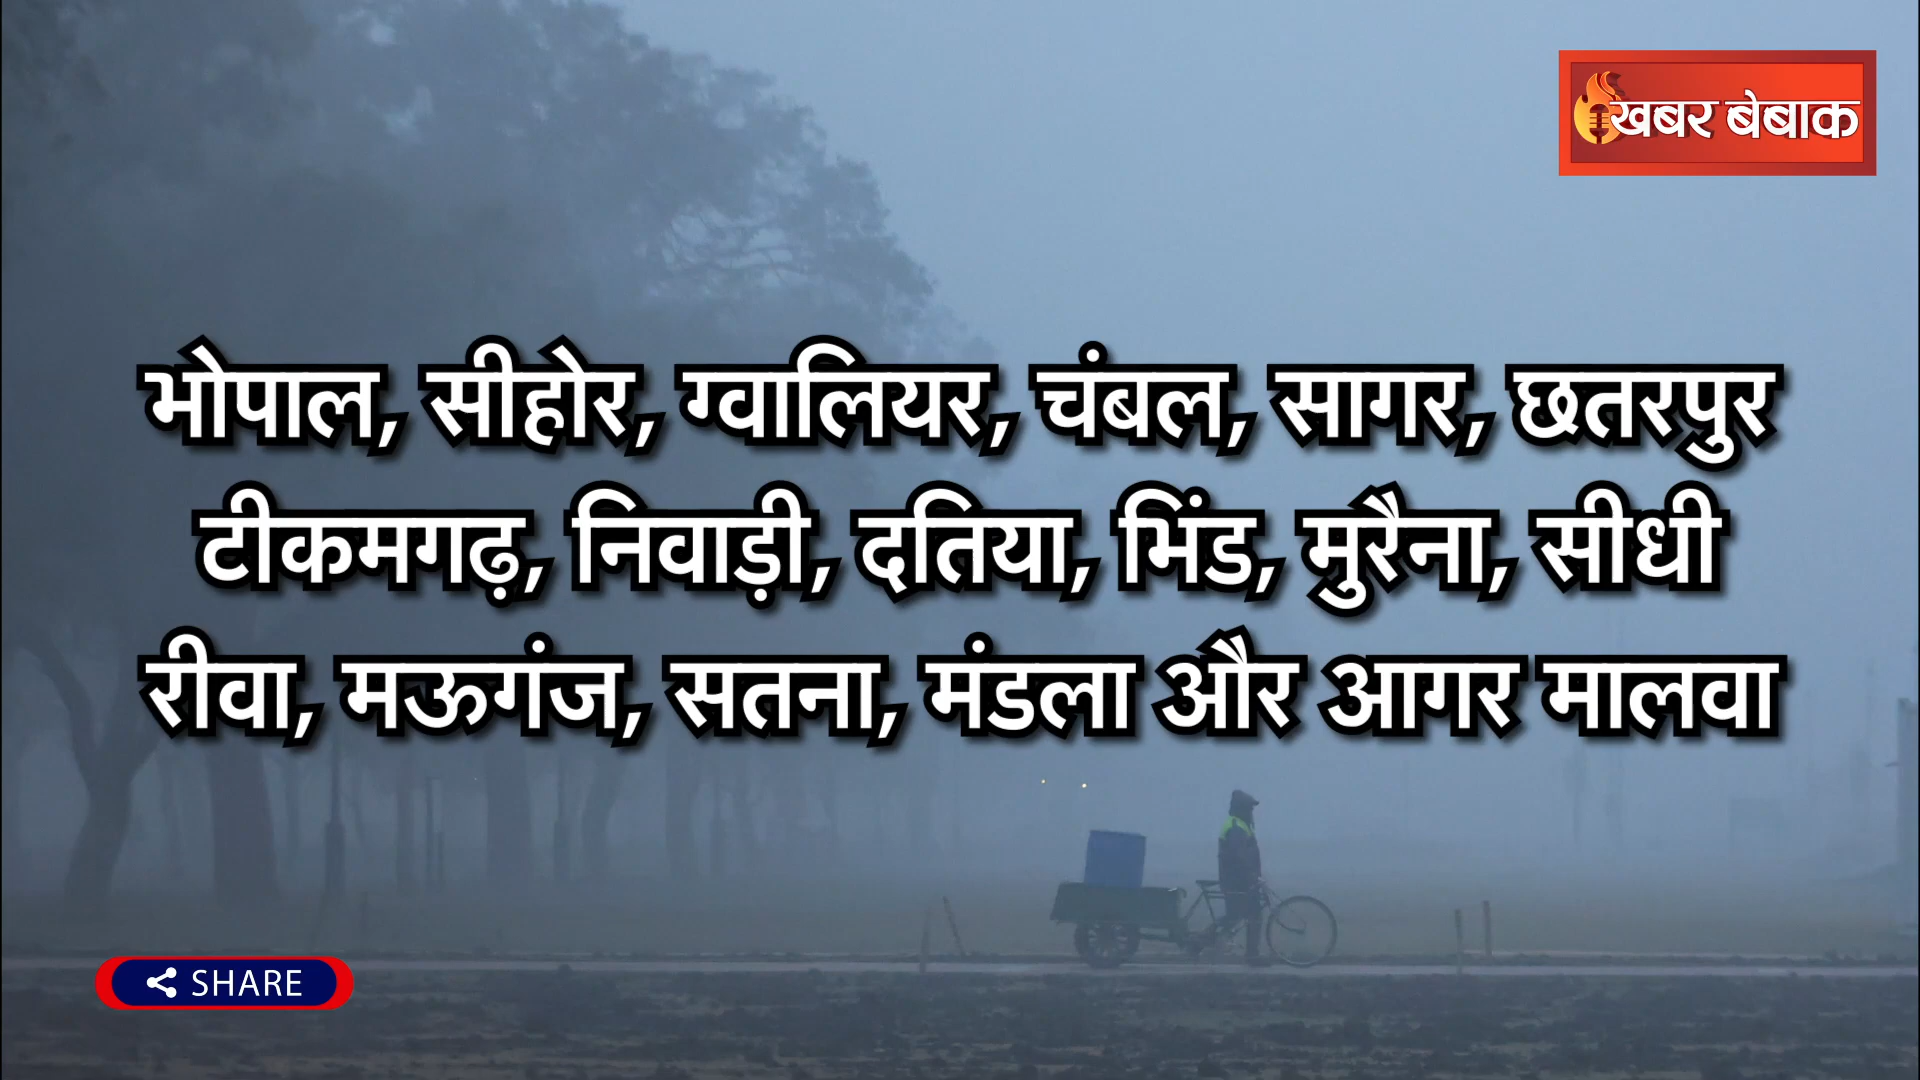 खबर बेबाक
भोपाल, सीहोर, ग्वालियर, चंबल, सागर, छतरपुर
टीकमगढ़, निवाड़ी, दतिया, भिंड, मुरैना, सीधी
रीवा, मऊगंज, सतना, मंडला और आगर मालवा
SHARE